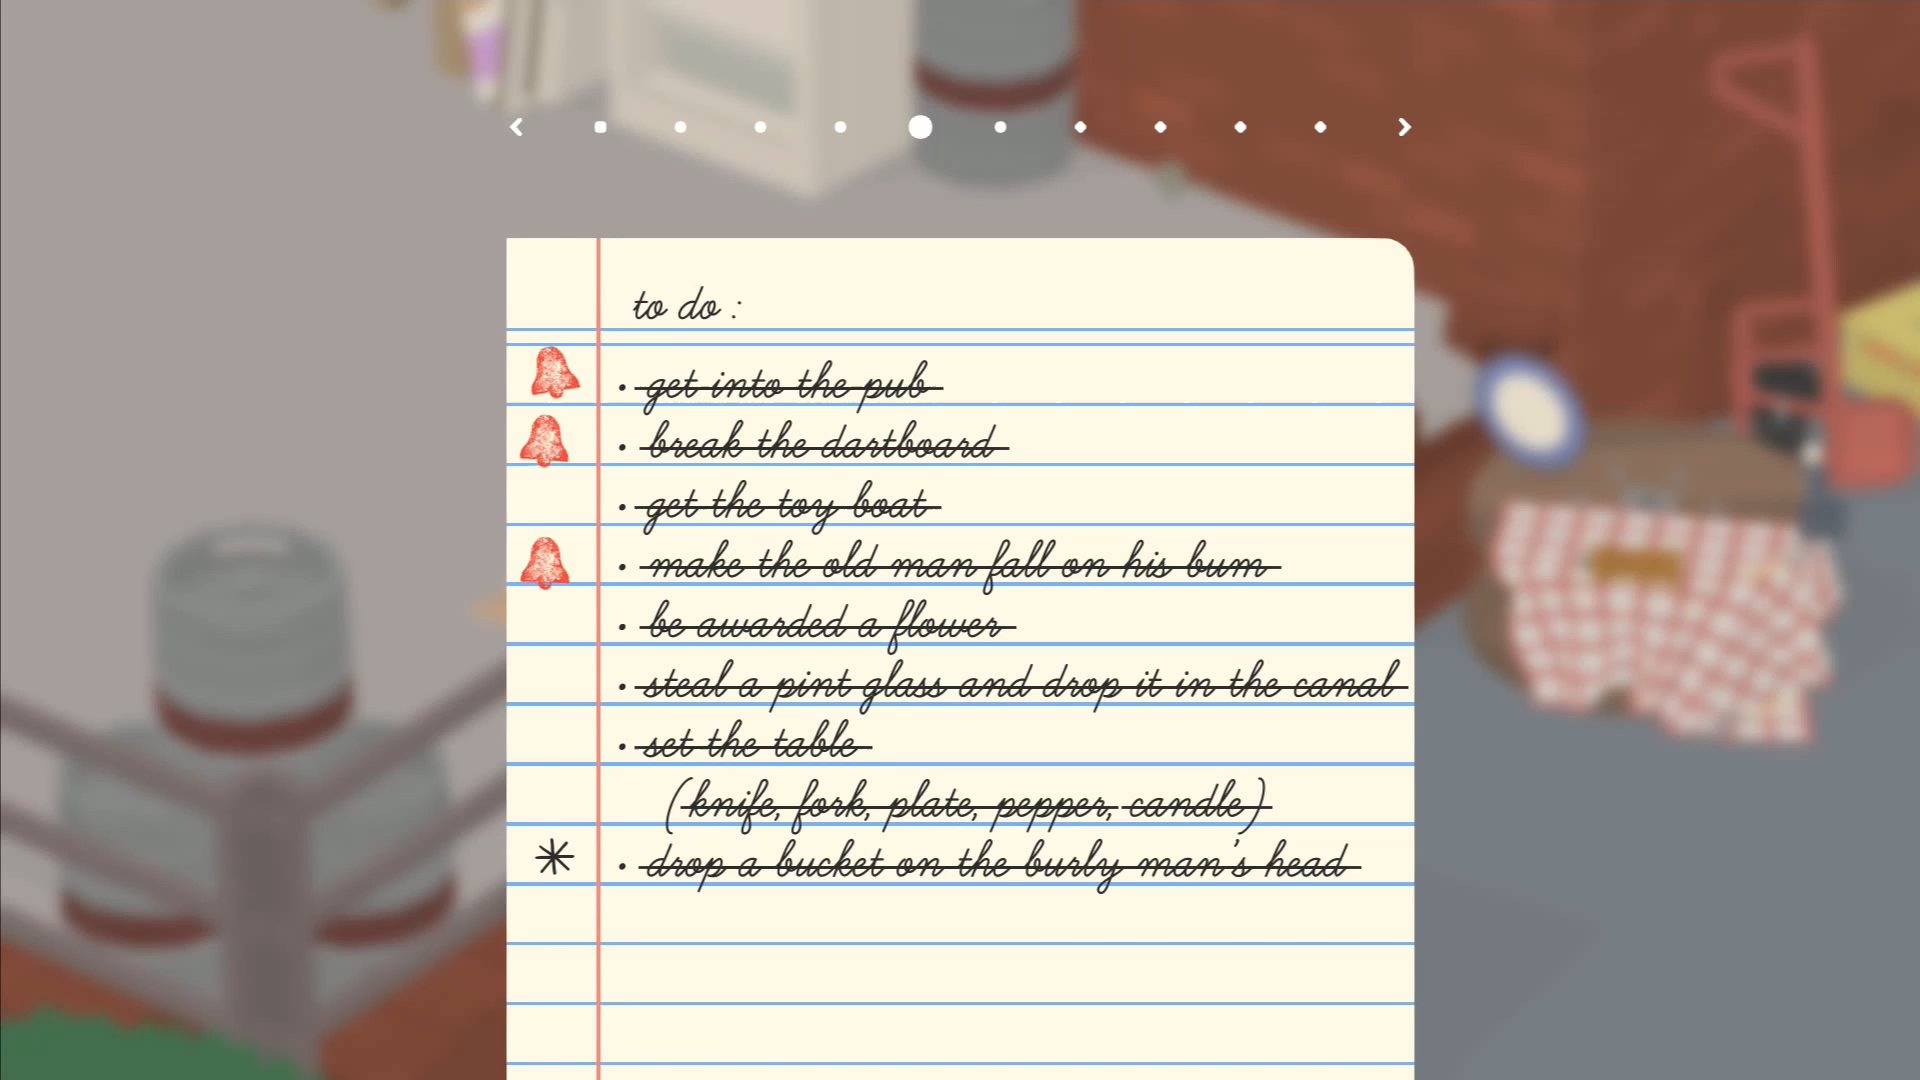 to do :
• get into the pub
• break the dartboard
• get the toy boat
• make the old man fall on his bum
• be awarded a flower
• steal a pint glass and drop it in the canal
• set the table
(knife, fork, plate, pepper, candle)
• drop a bucket on the burly man's head